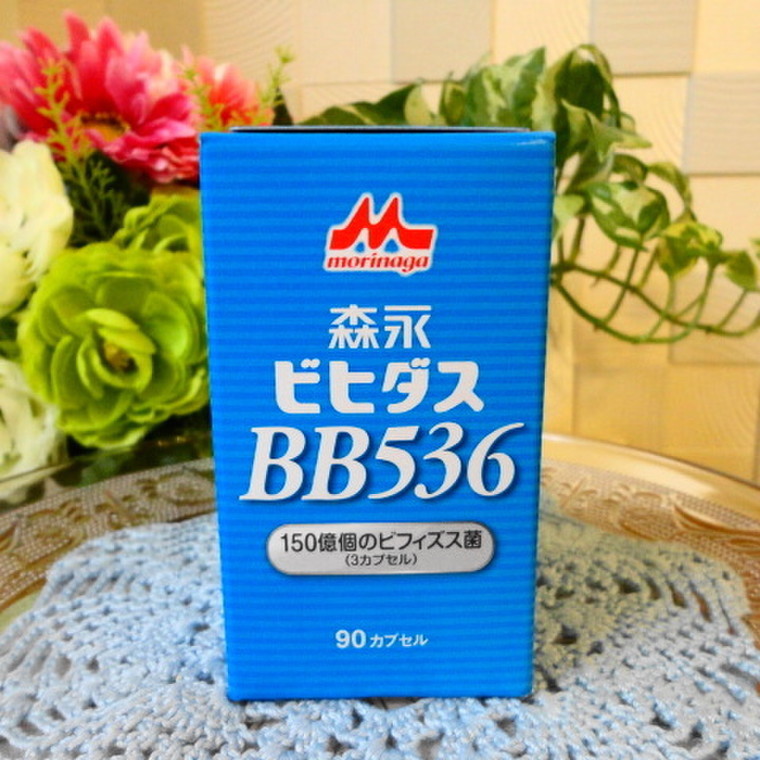 morinaga
森永
ビヒダス
BB536
150億個のビフィズス菌
(3カプセル)
90カプセル